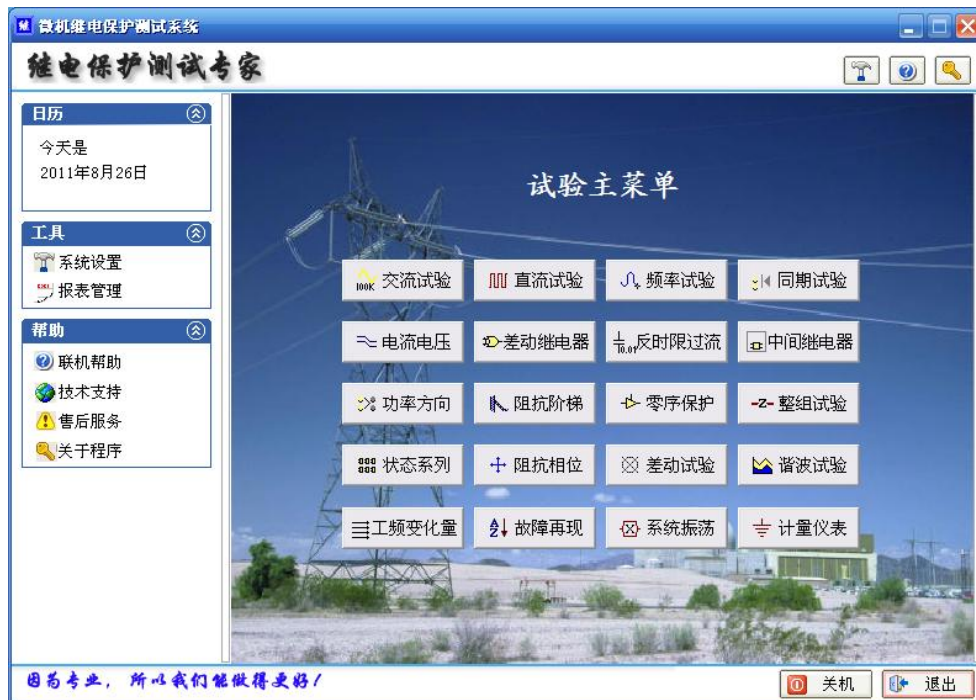 微机继电保护测试系统
继电保护测试专家
日历
今天是
2011年8月26日
工具
系统设置
报表管理
帮助
联机帮助
技术支持
售后服务
关于程序
试验主菜单
100K 交流试验
直流试验
频率试验
同期试验
电流电压
差动继电器
反时限过流
中间继电器
功率方向
阻抗阶梯
零序保护
-Z- 整组试验
状态系列
阻抗相位
差动试验
谐波试验
工频变化量
故障再现
系统振荡
计量仪表
因为专业，所以我们能做得更好！
关机
退出